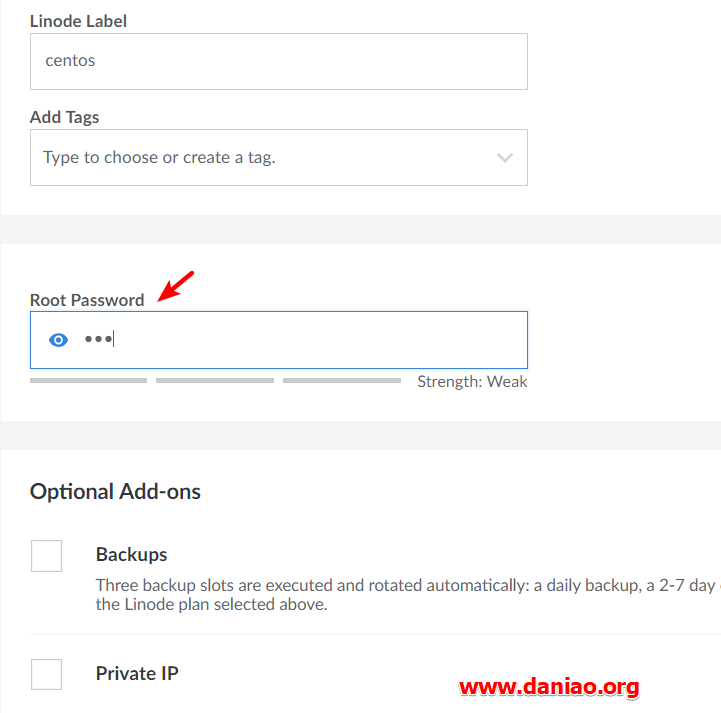 Linode Label
centos
Add Tags
Type to choose or create a tag.
Root Password
•••
Strength: Weak
Optional Add-ons
Backups
Three backup slots are executed and rotated automatically: a daily backup, a 2-7 day
the Linode plan selected above.
Private IP
www.daniao.org